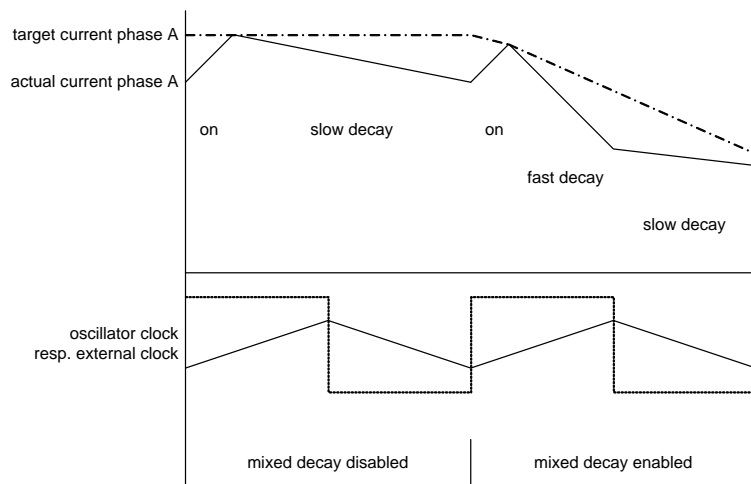 target current phase A
actual current phase A
on
slow decay
on
fast decay
slow decay
oscillator clock
resp. external clock
mixed decay disabled
mixed decay enabled